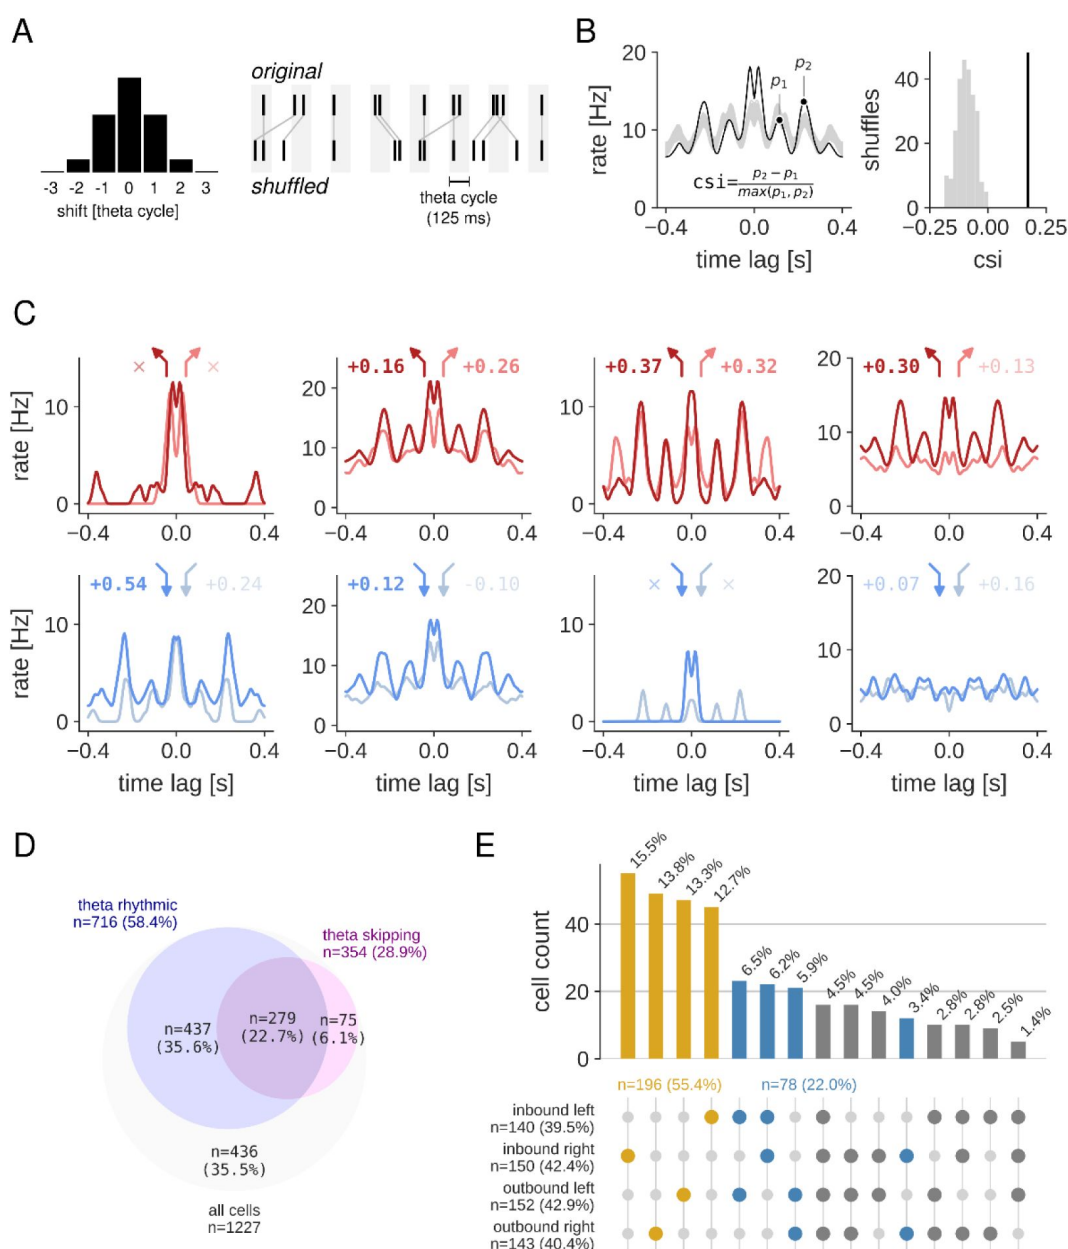 A
-3 -2 -1 0 1 2 3
shift [theta cycle]
original
shuffled
theta cycle
(125 ms)
B
rate [Hz]
20
10
0
p1
p2
csi= p2 − p1
max(p1, p2)
−0.4 0.0 0.4
time lag [s]
shuffles
40
20
0
−0.25 0.00 0.25
csi
C
rate [Hz]
10
0
× ×
−0.4 0.0 0.4
20
10
0
+0.16 +0.26
−0.4 0.0 0.4
10
0
+0.37 +0.32
−0.4 0.0 0.4
20
10
0
+0.30 +0.13
−0.4 0.0 0.4
rate [Hz]
10
0
+0.54 +0.24
−0.4 0.0 0.4
time lag [s]
20
10
0
+0.12 -0.10
−0.4 0.0 0.4
time lag [s]
10
0
× ×
−0.4 0.0 0.4
time lag [s]
20
10
0
+0.07 +0.16
−0.4 0.0 0.4
time lag [s]
D
theta rhythmic
n=716 (58.4%)
theta skipping
n=354 (28.9%)
n=437
(35.6%)
n=279
(22.7%)
n=75
(6.1%)
n=436
(35.5%)
all cells
n=1227
E
cell count
40
20
0
15.5% 13.8% 13.3% 12.7% 6.5% 6.2% 5.9% 4.5% 4.5% 4.0% 3.4% 2.8% 2.8% 2.5% 1.4%
n=196 (55.4%) n=78 (22.0%)
inbound left
n=140 (39.5%)
inbound right
n=150 (42.4%)
outbound left
n=152 (42.9%)
outbound right
n=143 (40.4%)